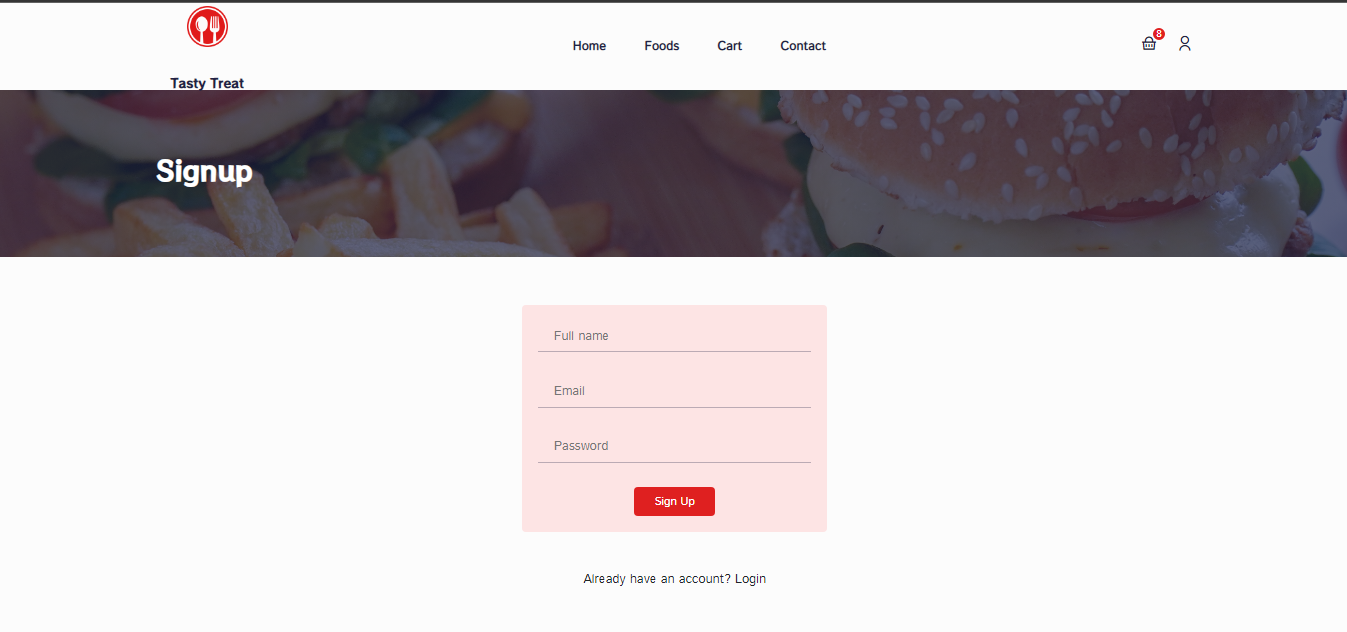 Home Foods Cart Contact 8
Tasty Treat
Signup
Full name
Email
Password
Sign Up
Already have an account? Login